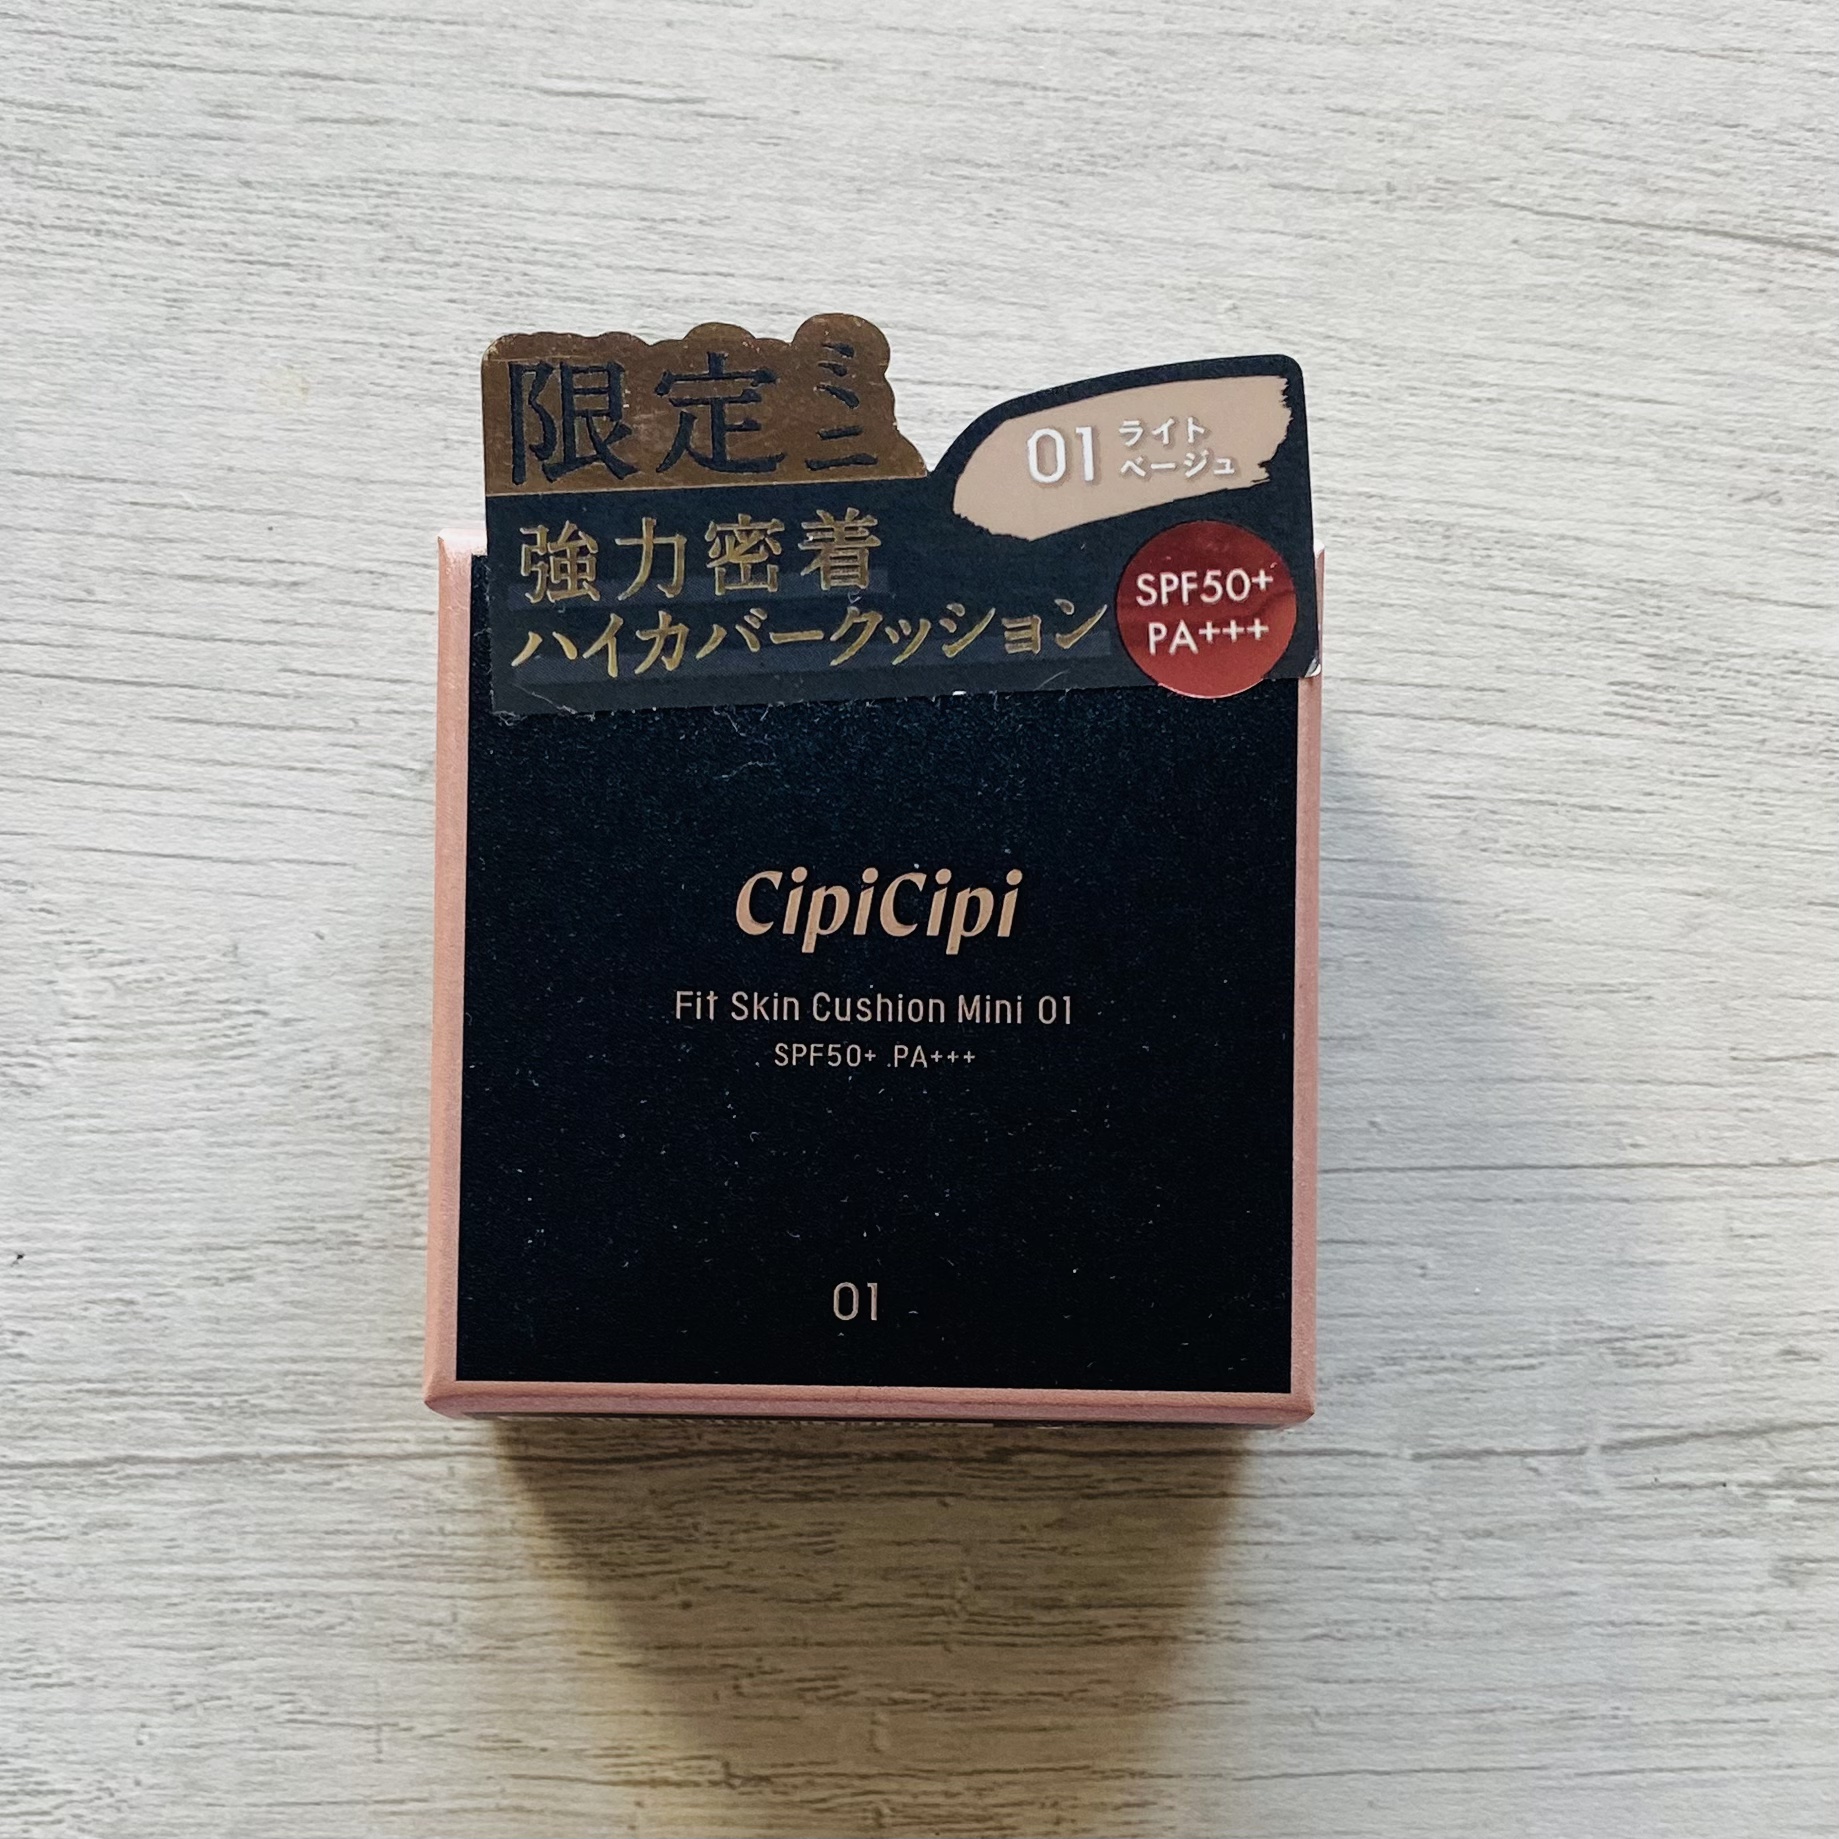 限定ミニ
01 ライトベージュ
強力密着
ハイカバークッション
SPF50+
PA+++
CipiCipi
Fit Skin Cushion Mini 01
SPF50+ .PA+++
01